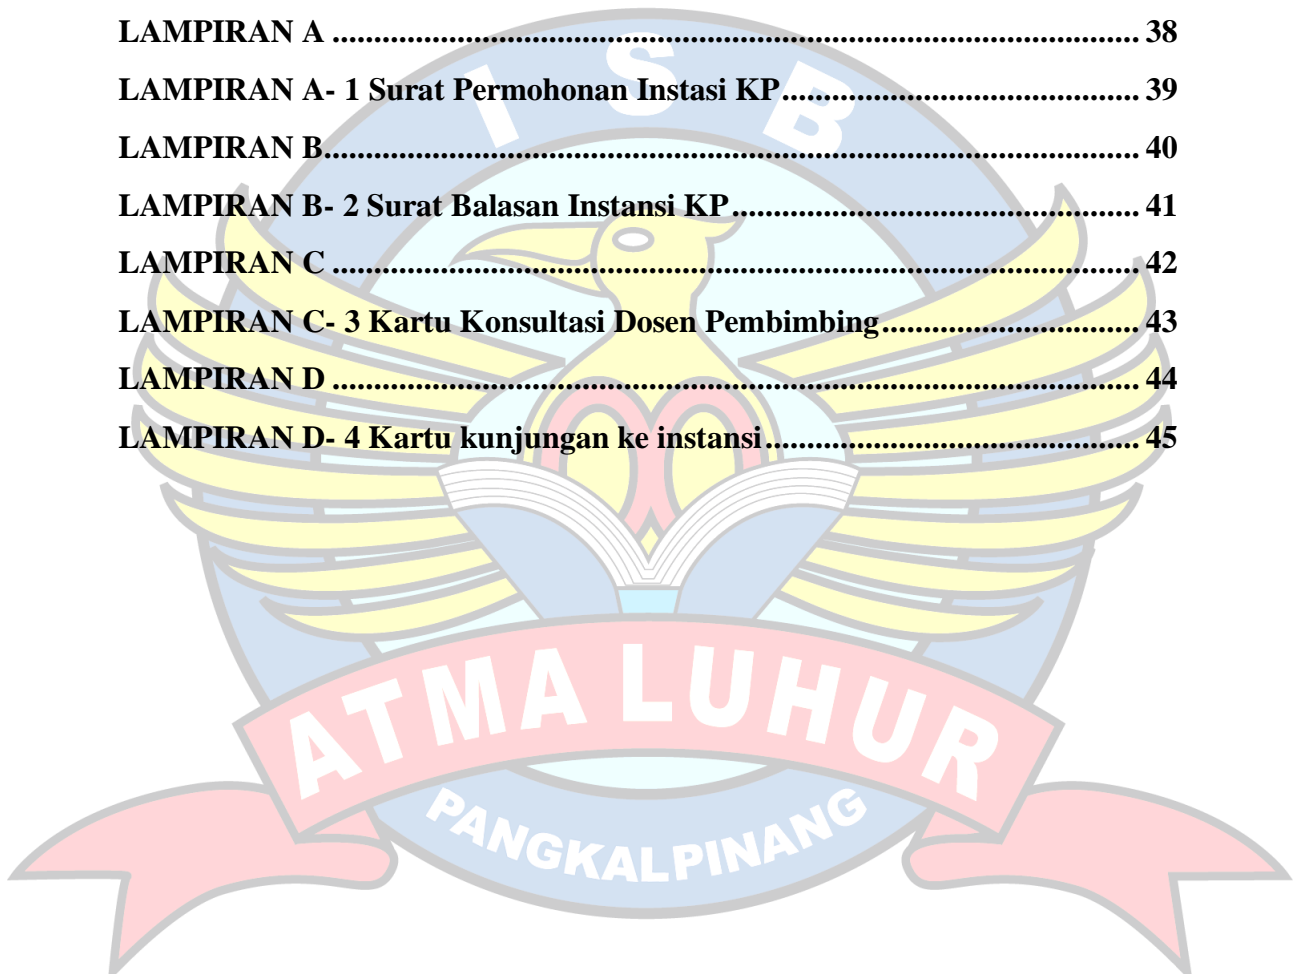 LAMPIRAN A ........................................................................................................................ 38
LAMPIRAN A- 1 Surat Permohonan Instasi KP...................................................... 39
LAMPIRAN B......................................................................................................................... 40
LAMPIRAN B- 2 Surat Balasan Instansi KP............................................................. 41
LAMPIRAN C ........................................................................................................................ 42
LAMPIRAN C- 3 Kartu Konsultasi Dosen Pembimbing....................................... 43
LAMPIRAN D ........................................................................................................................ 44
LAMPIRAN D- 4 Kartu kunjungan ke instansi......................................................... 45
I S B
ATMA LUHUR
PANGKALPINANG